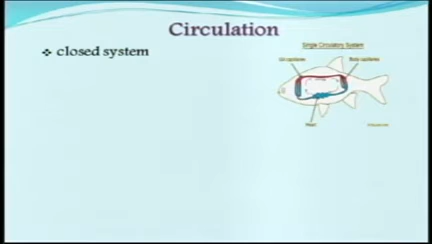 Circulation
closed system
Single Circulatory System
Gill capillaries
Body capillaries
Heart